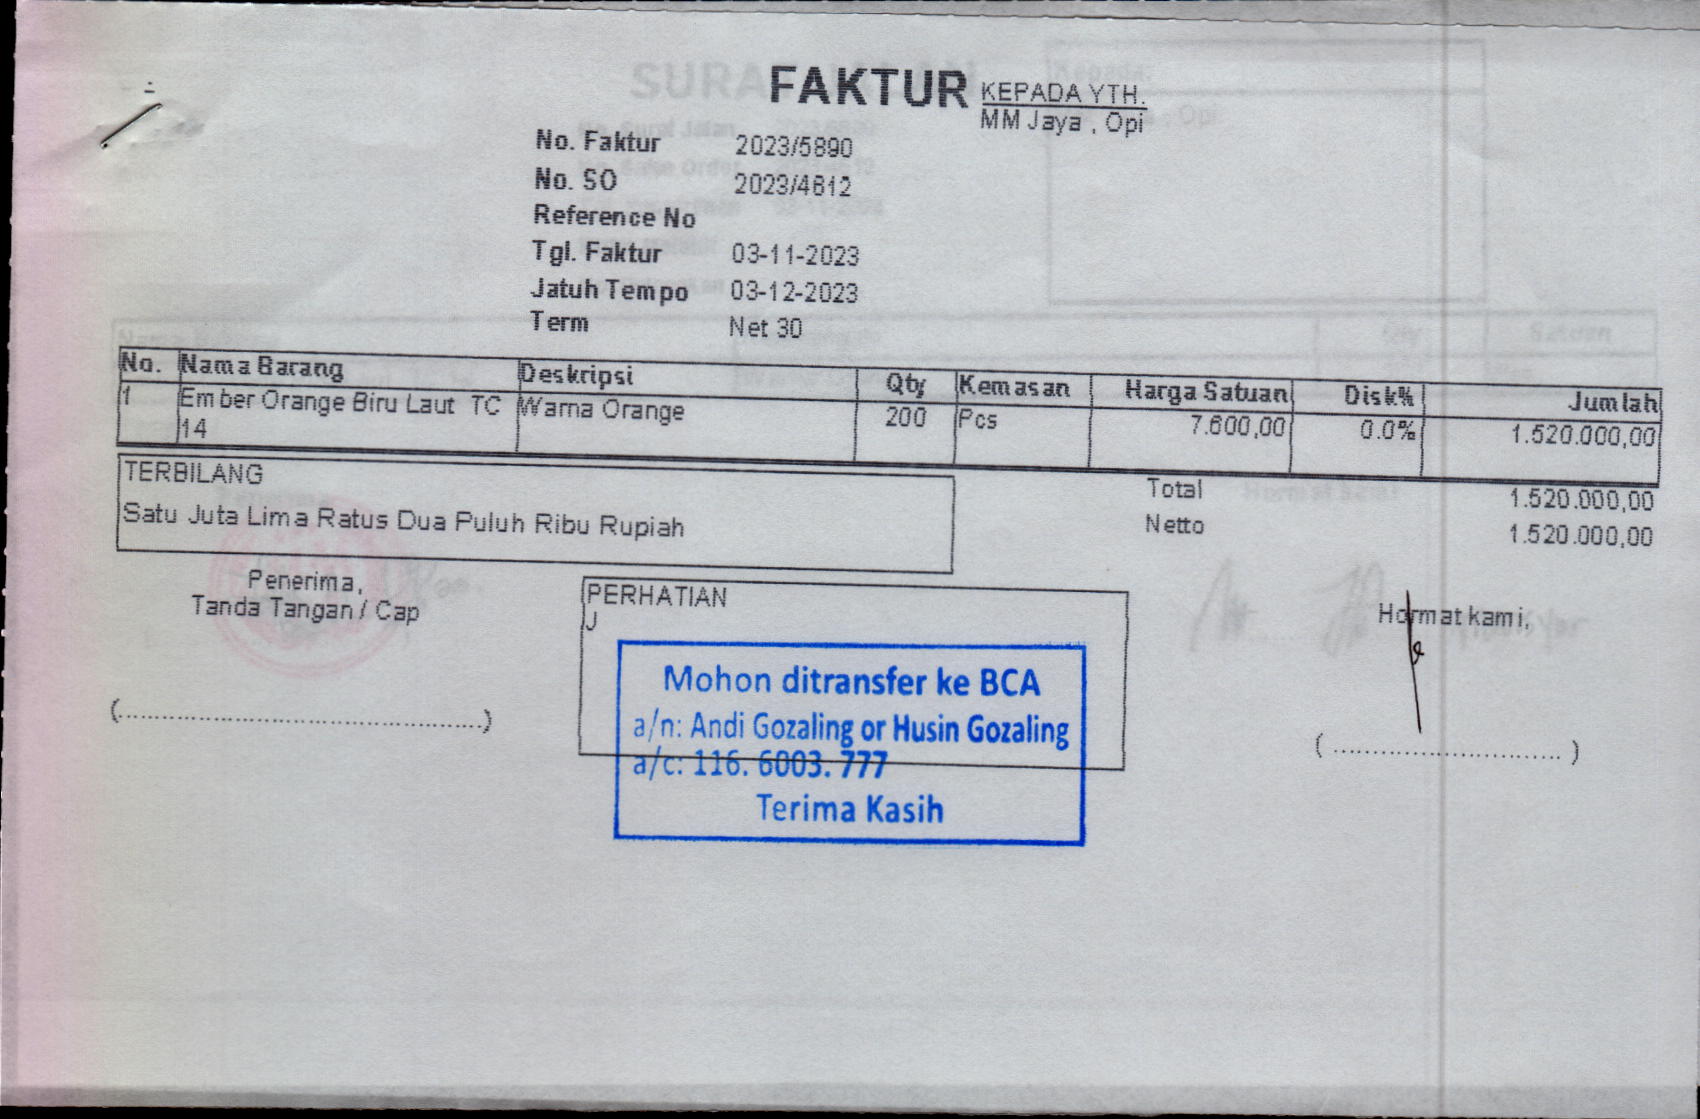 FAKTUR
KEPADA YTH.
MM Jaya , Opi
No. Faktur 2023/5890
No. SO 2023/4612
Reference No
Tgl. Faktur 03-11-2023
Jatuh Tempo 03-12-2023
Term Net 30
No. Nama Barang Deskripsi Qty Kemasan Harga Satuan Disk% Jumlah
1 Ember Orange Biru Laut TC Warna Orange 200 Pcs 7.600,00 0.0% 1.520.000,00
14
TERBILANG
Satu Juta Lima Ratus Dua Puluh Ribu Rupiah
Total 1.520.000,00
Netto 1.520.000,00
Penerima,
Tanda Tangan / Cap
(..........................................)
PERHATIAN
J
Mohon ditransfer ke BCA
a/n: Andi Gozaling or Husin Gozaling
a/c: 116. 6003. 777
Terima Kasih
Hormat kami,
(..........................)